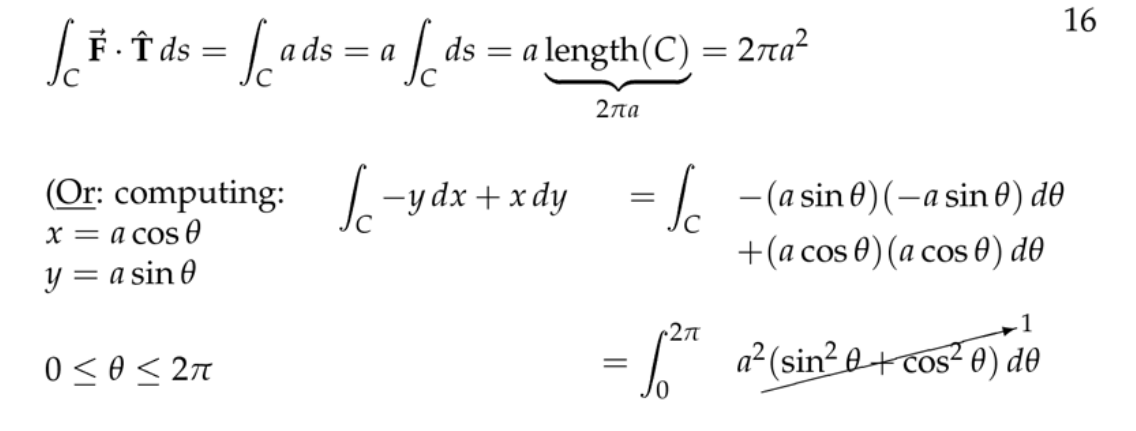 16
∫_C F⃗ · T̂ ds = ∫_C a ds = a ∫_C ds = a length(C) = 2πa²
2πa
(Or: computing: ∫_C −y dx + x dy = ∫_C −(a sin θ)(−a sin θ) dθ
x = a cos θ
+(a cos θ)(a cos θ) dθ
y = a sin θ
0 ≤ θ ≤ 2π = ∫_0^{2π} a²(sin² θ + cos² θ) dθ
1